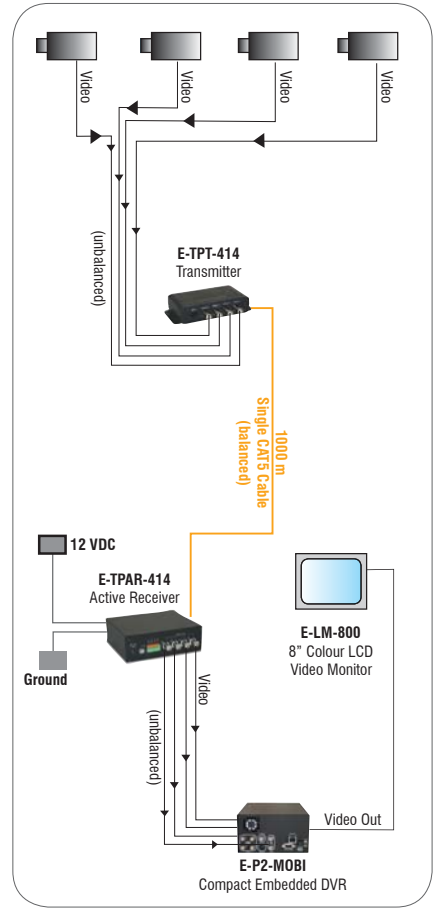 Video
Video
Video
Video
(unbalanced)
E-TPT-414
Transmitter
1000 m
Single CAT5 Cable
(balanced)
12 VDC
E-TPAR-414
Active Receiver
Ground
E-LM-800
8" Colour LCD
Video Monitor
Video
(unbalanced)
Video Out
E-P2-MOBI
Compact Embedded DVR